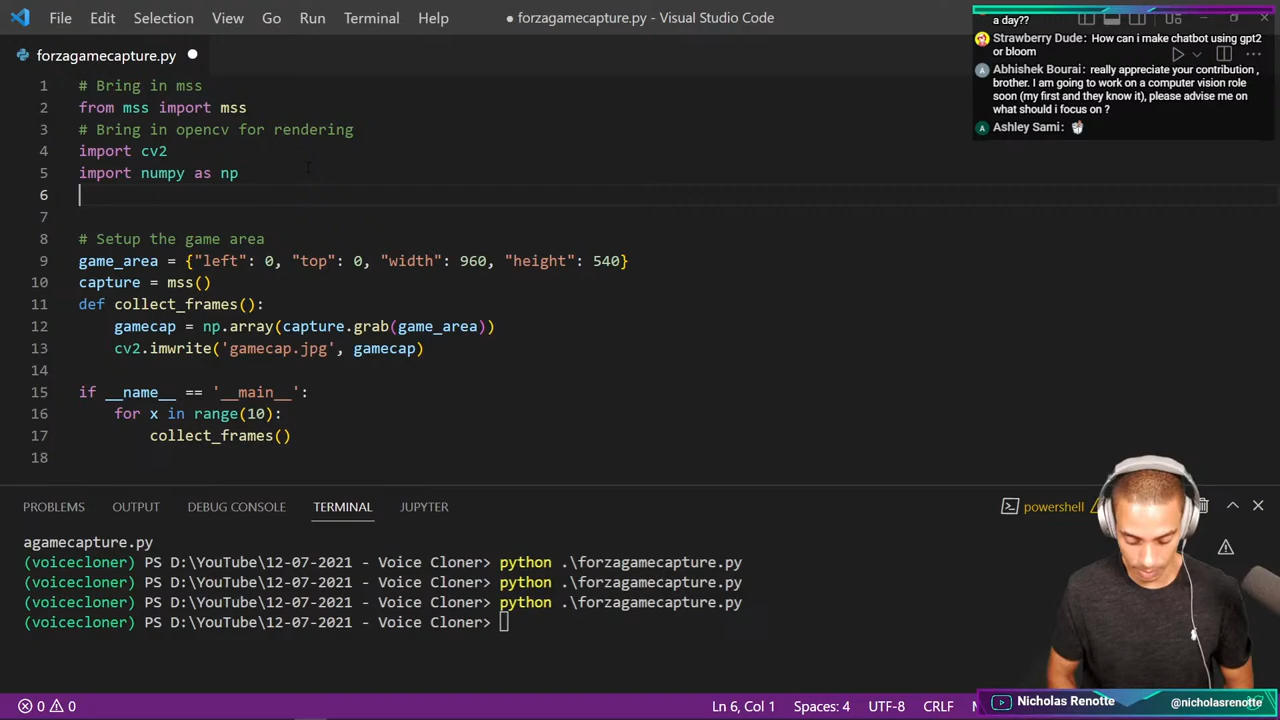 File Edit Selection View Go Run Terminal Help
● forzagamecapture.py - Visual Studio Code
forzagamecapture.py ●
a day??
Strawberry Dude: How can i make chatbot using gpt2
or bloom
A Abhishek Bourai: really appreciate your contribution ,
brother. I am going to work on a computer vision role
soon (my first and they know it), please advise me on
what should i focus on ?
A Ashley Sami:
1 # Bring in mss
2 from mss import mss
3 # Bring in opencv for rendering
4 import cv2
5 import numpy as np
6
7
8 # Setup the game area
9 game_area = {"left": 0, "top": 0, "width": 960, "height": 540}
10 capture = mss()
11 def collect_frames():
12 gamecap = np.array(capture.grab(game_area))
13 cv2.imwrite('gamecap.jpg', gamecap)
14
15 if __name__ == '__main__':
16 for x in range(10):
17 collect_frames()
18
PROBLEMS OUTPUT DEBUG CONSOLE TERMINAL JUPYTER
powershell
agamecapture.py
(voicecloner) PS D:\YouTube\12-07-2021 - Voice Cloner> python .\forzagamecapture.py
(voicecloner) PS D:\YouTube\12-07-2021 - Voice Cloner> python .\forzagamecapture.py
(voicecloner) PS D:\YouTube\12-07-2021 - Voice Cloner> python .\forzagamecapture.py
(voicecloner) PS D:\YouTube\12-07-2021 - Voice Cloner>
0 0 Ln 6, Col 1 Spaces: 4 UTF-8 CRLF
Nicholas Renotte @nicholasrenotte